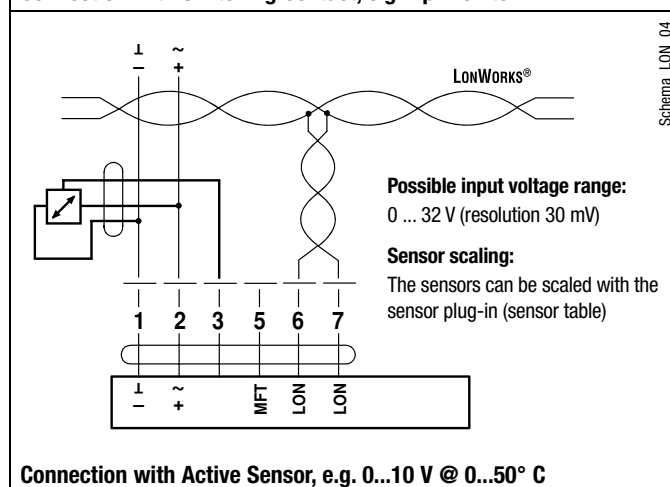 ⊥ ~
– +
LONWORKS®
Schema LON_04
Possible input voltage range:
0 ... 32 V (resolution 30 mV)
Sensor scaling:
The sensors can be scaled with the
sensor plug-in (sensor table)
1 2 3 5 6 7
⊥ ~
– +
MFT
LON
LON
Connection with Active Sensor, e.g. 0...10 V @ 0...50° C